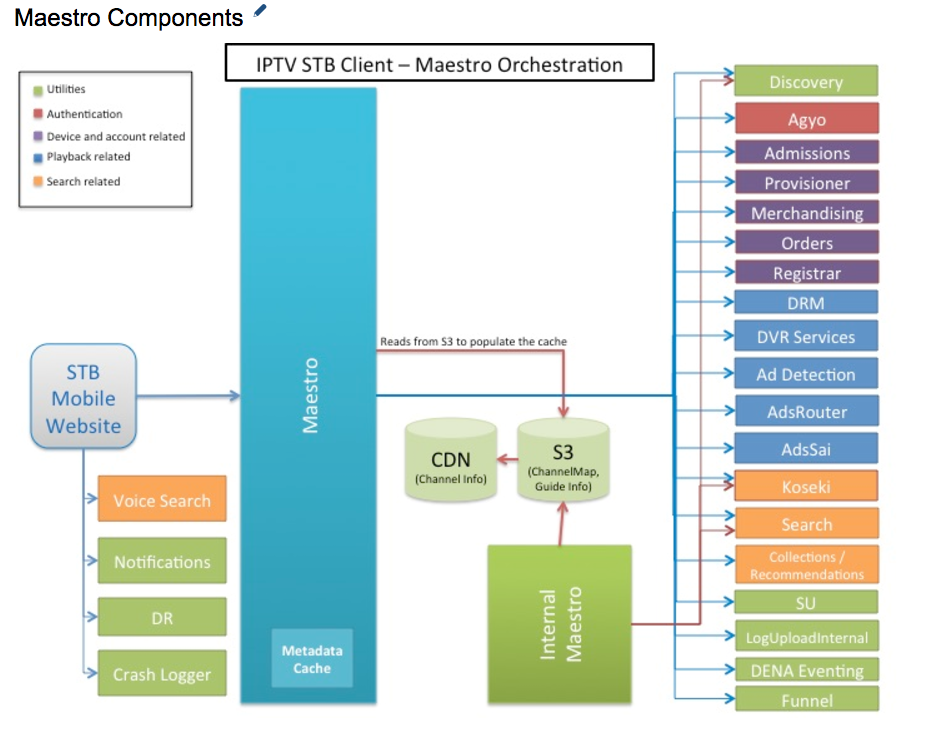 Maestro Components
IPTV STB Client – Maestro Orchestration
Utilities
Authentication
Device and account related
Playback related
Search related
STB
Mobile
Website
Voice Search
Notifications
DR
Crash Logger
Maestro
Metadata
Cache
Reads from S3 to populate the cache
CDN
(Channel Info)
S3
(ChannelMap,
Guide Info)
Internal
Maestro
Discovery
Agyo
Admissions
Provisioner
Merchandising
Orders
Registrar
DRM
DVR Services
Ad Detection
AdsRouter
AdsSai
Koseki
Search
Collections /
Recommendations
SU
LogUploadInternal
DENA Eventing
Funnel